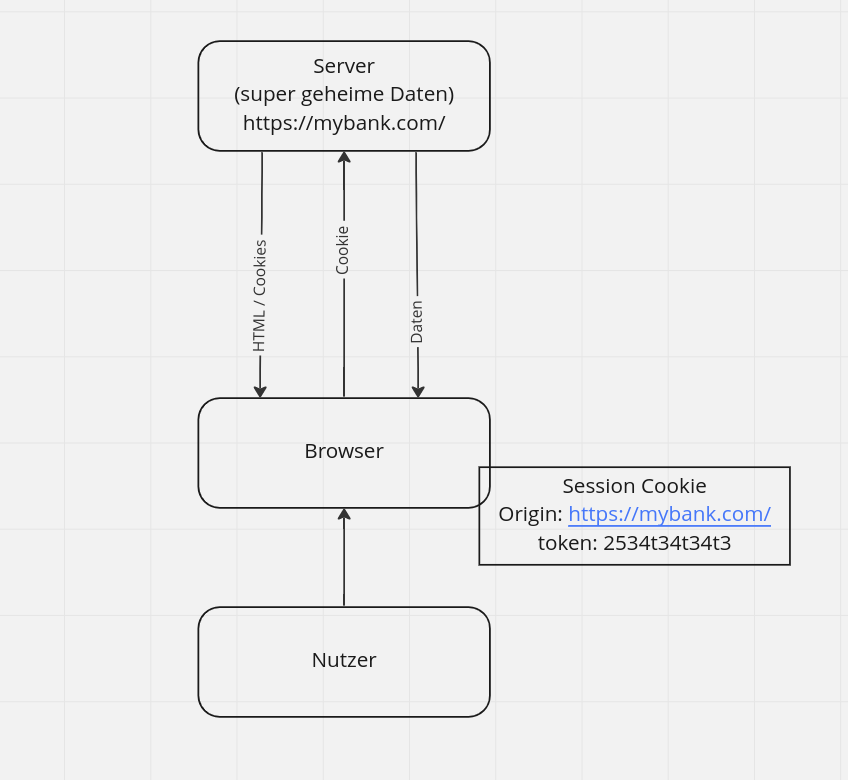 Server
(super geheime Daten)
https://mybank.com/
HTML / Cookies
Cookie
Daten
Browser
Session Cookie
Origin: https://mybank.com/
token: 2534t34t34t3
Nutzer